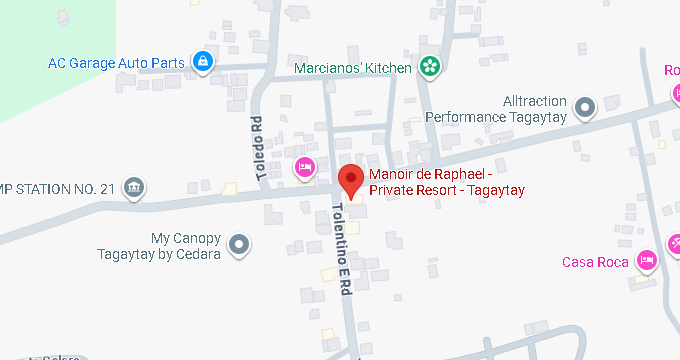 AC Garage Auto Parts
Marcianos' Kitchen
Ro
Alltraction
Performance Tagaytay
Toledo Rd
Manoir de Raphael -
Private Resort - Tagaytay
MP STATION NO. 21
Tolentino E Rd
My Canopy
Tagaytay by Cedara
Casa Roca